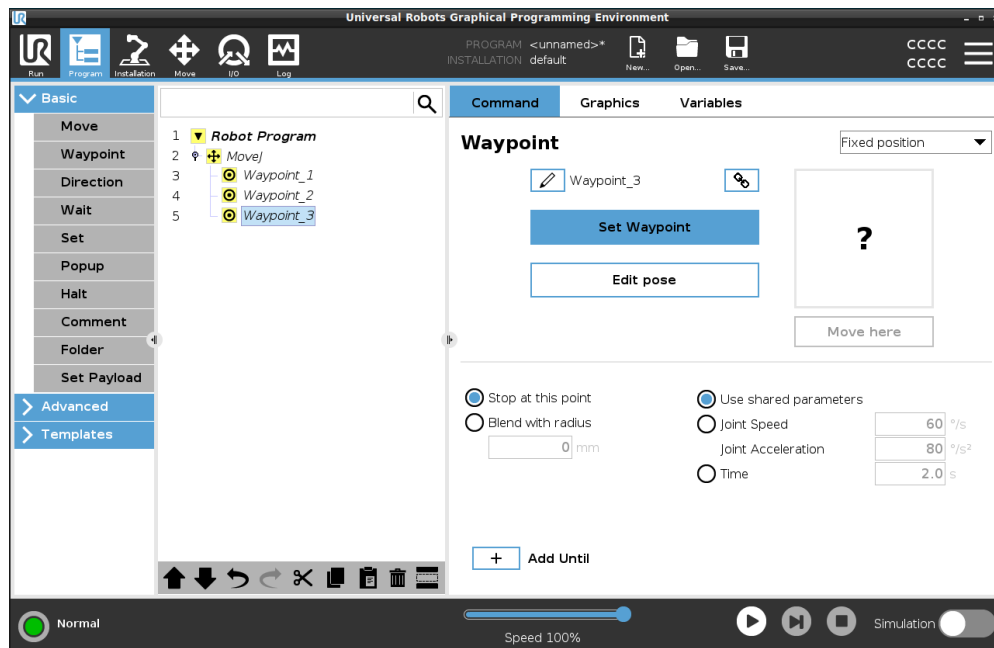 Universal Robots Graphical Programming Environment
UR
Run
Program
Installation
Move
I/O
Log
PROGRAM <unnamed>*
INSTALLATION default
New...
Open...
Save...
CCCC
CCCC
Basic
Move
Waypoint
Direction
Wait
Set
Popup
Halt
Comment
Folder
Set Payload
Advanced
Templates
1 Robot Program
2 MoveJ
3 Waypoint_1
4 Waypoint_2
5 Waypoint_3
Command Graphics Variables
Waypoint
Fixed position
Waypoint_3
Set Waypoint
Edit pose
?
Move here
Stop at this point
Blend with radius
0 mm
Use shared parameters
Joint Speed 60 °/s
Joint Acceleration 80 °/s²
Time 2.0 s
+ Add Until
Normal
Speed 100%
Simulation